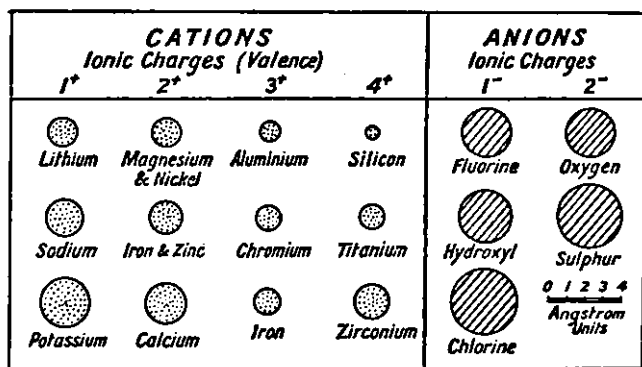 CATIONS
Ionic Charges (Valence)
1+ 2+ 3+ 4+
ANIONS
Ionic Charges
1- 2-
Lithium Magnesium & Nickel Aluminium Silicon
Fluorine Oxygen
Sodium Iron & Zinc Chromium Titanium
Hydroxyl Sulphur
Potassium Calcium Iron Zirconium
Chlorine
0 1 2 3 4
Angstrom
Units